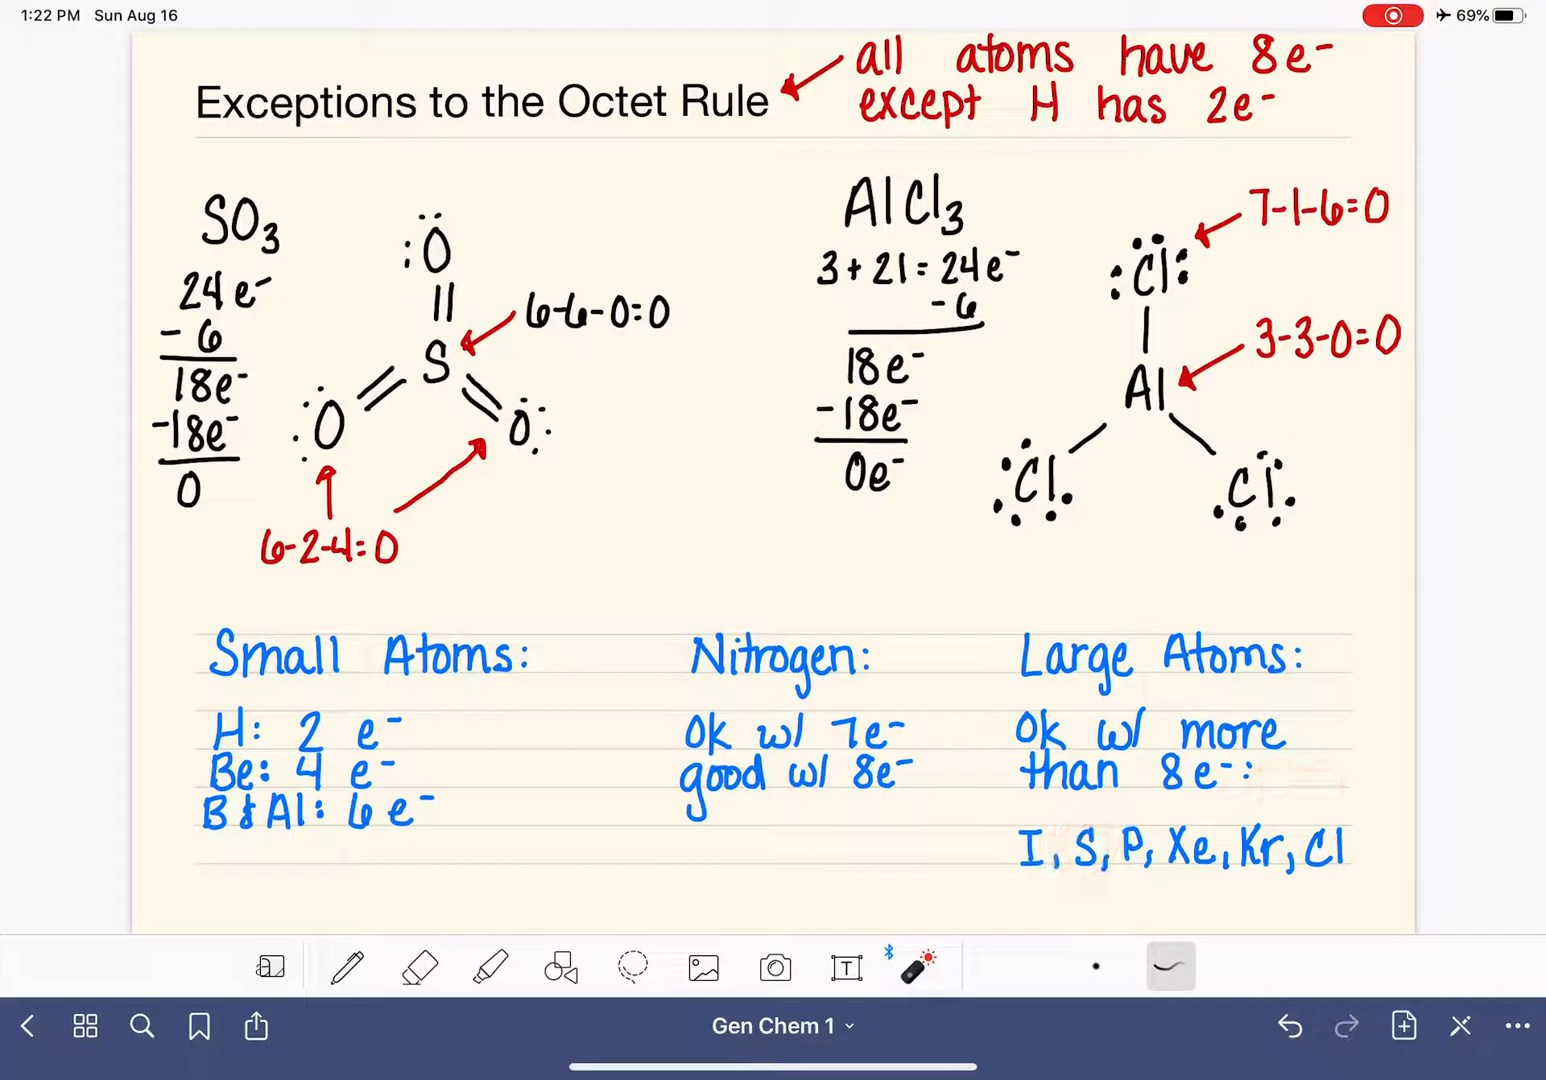 1:22 PM Sun Aug 16
69%
all atoms have 8e⁻
Exceptions to the Octet Rule
except H has 2e⁻
SO₃
24e⁻
-6
18e⁻
-18e⁻
0
:Ö
||
S
6-6-0=0
O
O
6-2-4=0
AlCl₃
3+21=24e⁻
-6
18e⁻
-18e⁻
0e⁻
7-1-6=0
Cl
Al
3-3-0=0
Cl
Cl
Small Atoms:
H: 2 e⁻
Be: 4 e⁻
B & Al: 6 e⁻
Nitrogen:
ok w/ 7e⁻
good w/ 8e⁻
Large Atoms:
ok w/ more
than 8e⁻:
I, S, P, Xe, Kr, Cl
T
Gen Chem 1